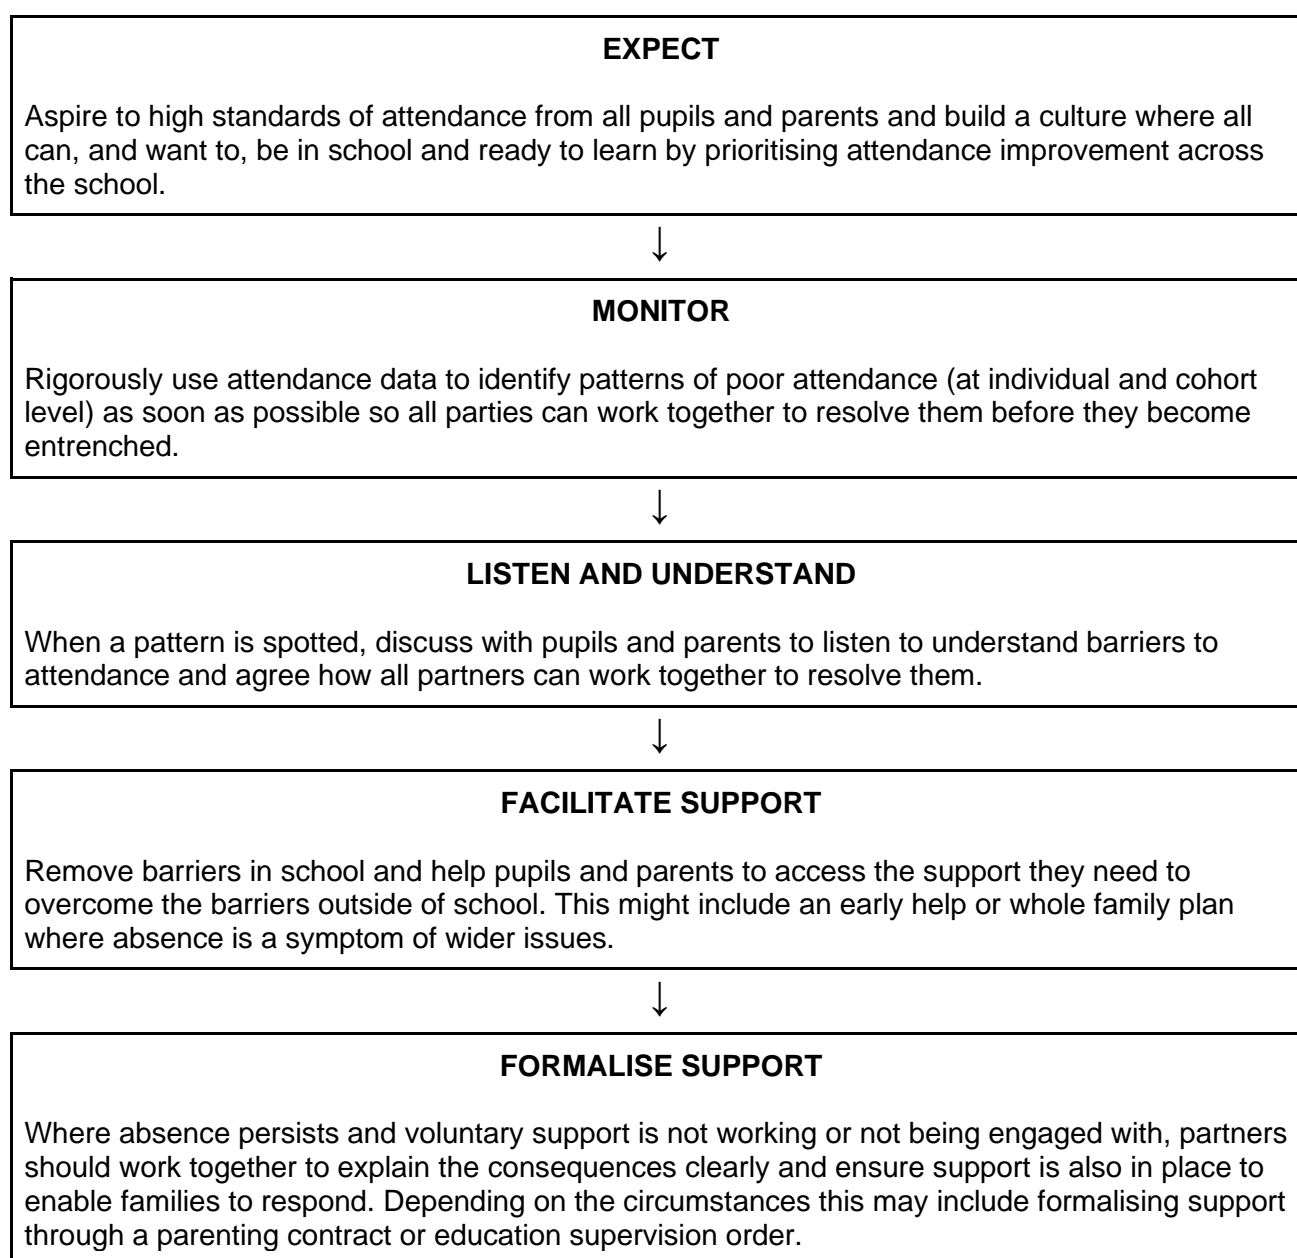 EXPECT
Aspire to high standards of attendance from all pupils and parents and build a culture where all
can, and want to, be in school and ready to learn by prioritising attendance improvement across
the school.
↓
MONITOR
Rigorously use attendance data to identify patterns of poor attendance (at individual and cohort
level) as soon as possible so all parties can work together to resolve them before they become
entrenched.
↓
LISTEN AND UNDERSTAND
When a pattern is spotted, discuss with pupils and parents to listen to understand barriers to
attendance and agree how all partners can work together to resolve them.
↓
FACILITATE SUPPORT
Remove barriers in school and help pupils and parents to access the support they need to
overcome the barriers outside of school. This might include an early help or whole family plan
where absence is a symptom of wider issues.
↓
FORMALISE SUPPORT
Where absence persists and voluntary support is not working or not being engaged with, partners
should work together to explain the consequences clearly and ensure support is also in place to
enable families to respond. Depending on the circumstances this may include formalising support
through a parenting contract or education supervision order.